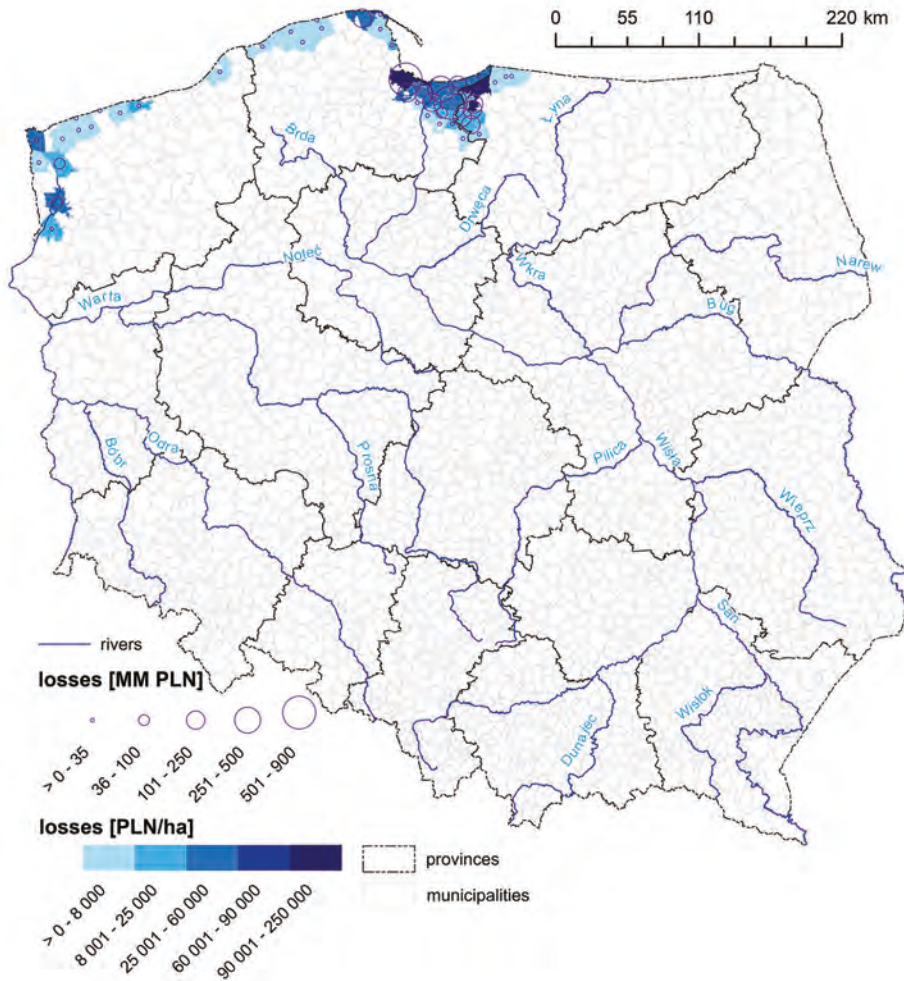 0 55 110 220 km
Łyna
Brda
Drwęca
Noteć
Wkra
Narew
Warta
Bug
Odra
Bóbr
Prosna
Pilica
Wisła
Wieprz
San
rivers
losses [MM PLN]
Wisłok
Dunajec
> 0 - 35
36 - 100
101 - 250
251 - 500
501 - 900
losses [PLN/ha]
provinces
municipalities
> 0 - 8 000
8 001 - 25 000
25 001 - 60 000
60 001 - 90 000
90 001 - 250 000